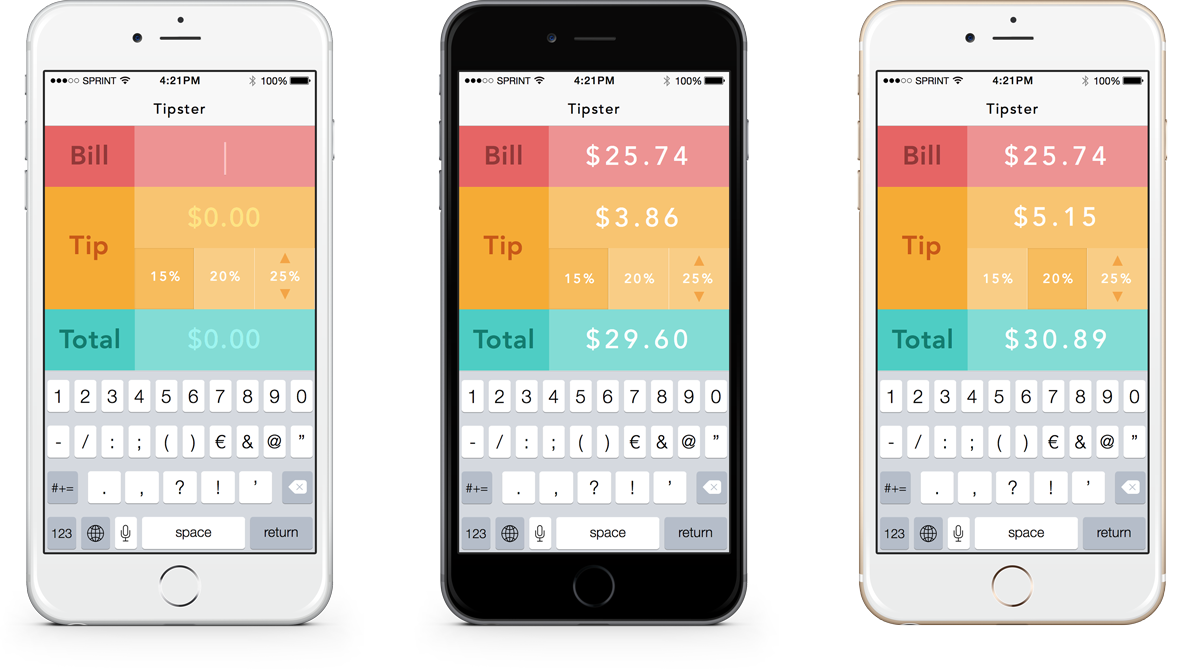 SPRINT 4:21PM 100%
Tipster
Bill
$0.00
Tip
15% 20% 25%
Total $0.00
1 2 3 4 5 6 7 8 9 0
- / : ; ( ) € & @ ”
#+= . , ? ! ’
123 space return
SPRINT 4:21PM 100%
Tipster
Bill $25.74
$3.86
Tip
15% 20% 25%
Total $29.60
1 2 3 4 5 6 7 8 9 0
- / : ; ( ) € & @ ”
#+= . , ? ! ’
123 space return
SPRINT 4:21PM 100%
Tipster
Bill $25.74
$5.15
Tip
15% 20% 25%
Total $30.89
1 2 3 4 5 6 7 8 9 0
- / : ; ( ) € & @ ”
#+= . , ? ! ’
123 space return